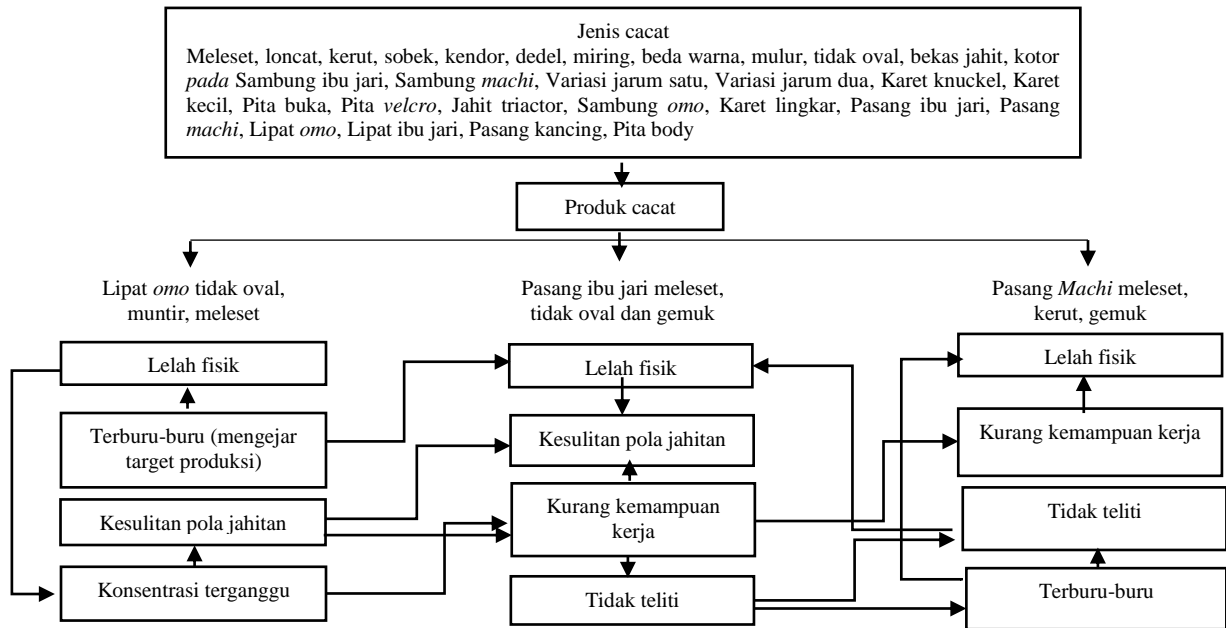 Jenis cacat
Meleset, loncat, kerut, sobek, kendor, dedel, miring, beda warna, mulur, tidak oval, bekas jahit, kotor
pada Sambung ibu jari, Sambung machi, Variasi jarum satu, Variasi jarum dua, Karet knuckel, Karet
kecil, Pita buka, Pita velcro, Jahit triactor, Sambung omo, Karet lingkar, Pasang ibu jari, Pasang
machi, Lipat omo, Lipat ibu jari, Pasang kancing, Pita body
Produk cacat
Lipat omo tidak oval,
muntir, meleset
Lelah fisik
Terburu-buru (mengejar
target produksi)
Kesulitan pola jahitan
Konsentrasi terganggu
Pasang ibu jari meleset,
tidak oval dan gemuk
Lelah fisik
Kesulitan pola jahitan
Kurang kemampuan
kerja
Tidak teliti
Pasang Machi meleset,
kerut, gemuk
Lelah fisik
Kurang kemampuan kerja
Tidak teliti
Terburu-buru